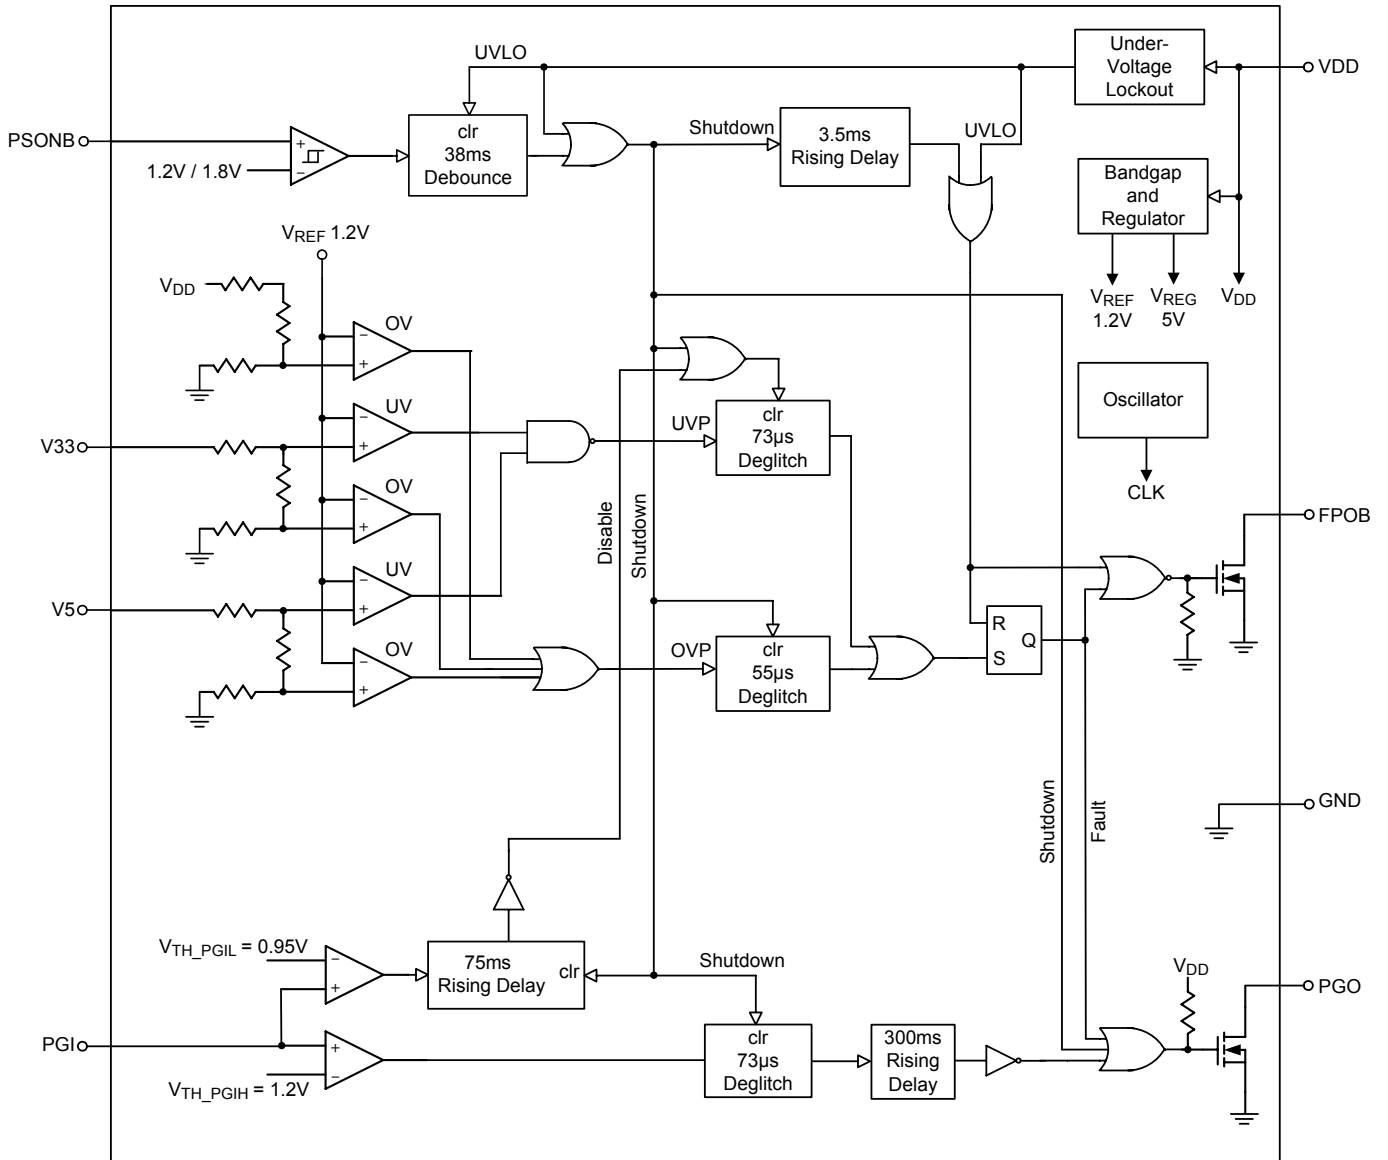 UVLO
Under-
Voltage
Lockout
VDD
PSONB
+
−
1.2V / 1.8V
clr
38ms
Debounce
Shutdown
3.5ms
Rising Delay
UVLO
Bandgap
and
Regulator
VREF
1.2V
VREG
5V
VDD
VREF 1.2V
VDD
OV
−
+
UV
−
+
V33
OV
−
+
UV
−
+
V5
OV
−
+
UVP
clr
73µs
Deglitch
Oscillator
CLK
Disable
Shutdown
FPOB
OVP
clr
55µs
Deglitch
R
S
Q
GND
Shutdown
Fault
VTH_PGIL = 0.95V
−
+
75ms
Rising Delay
clr
Shutdown
VDD
PGO
PGI
+
−
VTH_PGIH = 1.2V
clr
73µs
Deglitch
300ms
Rising
Delay